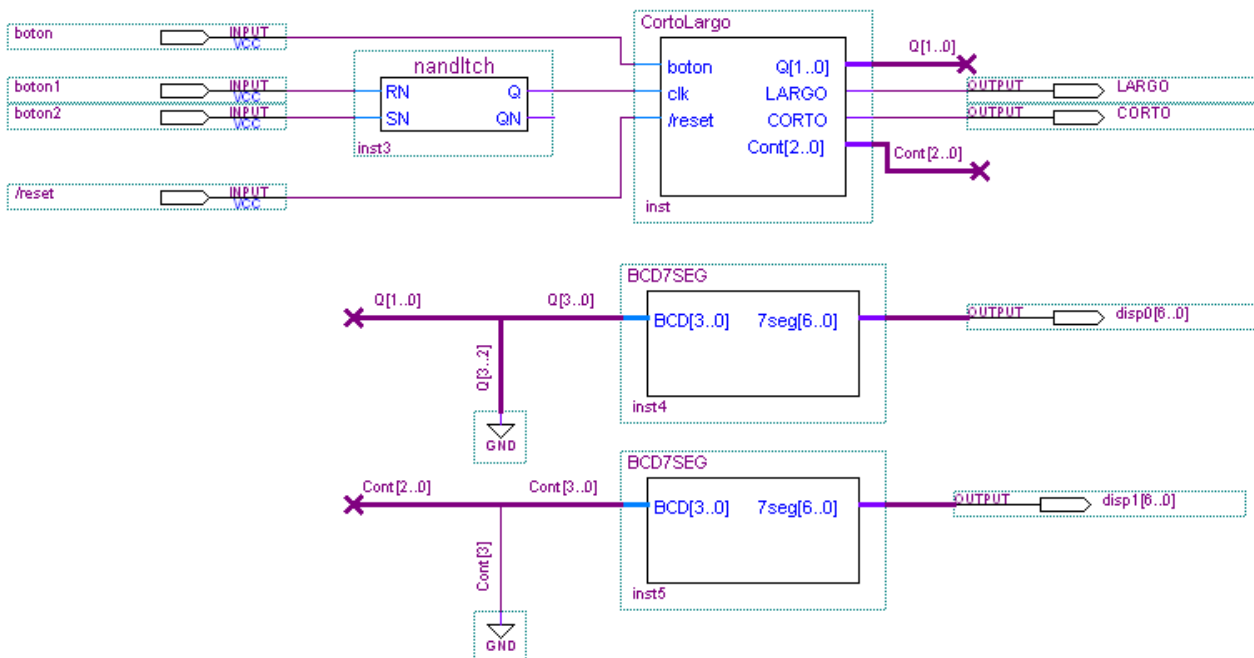 CortoLargo
boton
INPUT
VCC
Q[1..0]
nandltch
boton
Q[1..0]
boton1
INPUT
VCC
RN
Q
clk
LARGO
OUTPUT
LARGO
boton2
INPUT
VCC
SN
QN
/reset
CORTO
OUTPUT
CORTO
inst3
Cont[2..0]
Cont[2..0]
/reset
INPUT
VCC
inst
BCD7SEG
Q[1..0]
Q[3..0]
BCD[3..0]
7seg[6..0]
OUTPUT
disp0[6..0]
Q[3..2]
inst4
GND
BCD7SEG
Cont[2..0]
Cont[3..0]
BCD[3..0]
7seg[6..0]
OUTPUT
disp1[6..0]
Cont[3]
inst5
GND